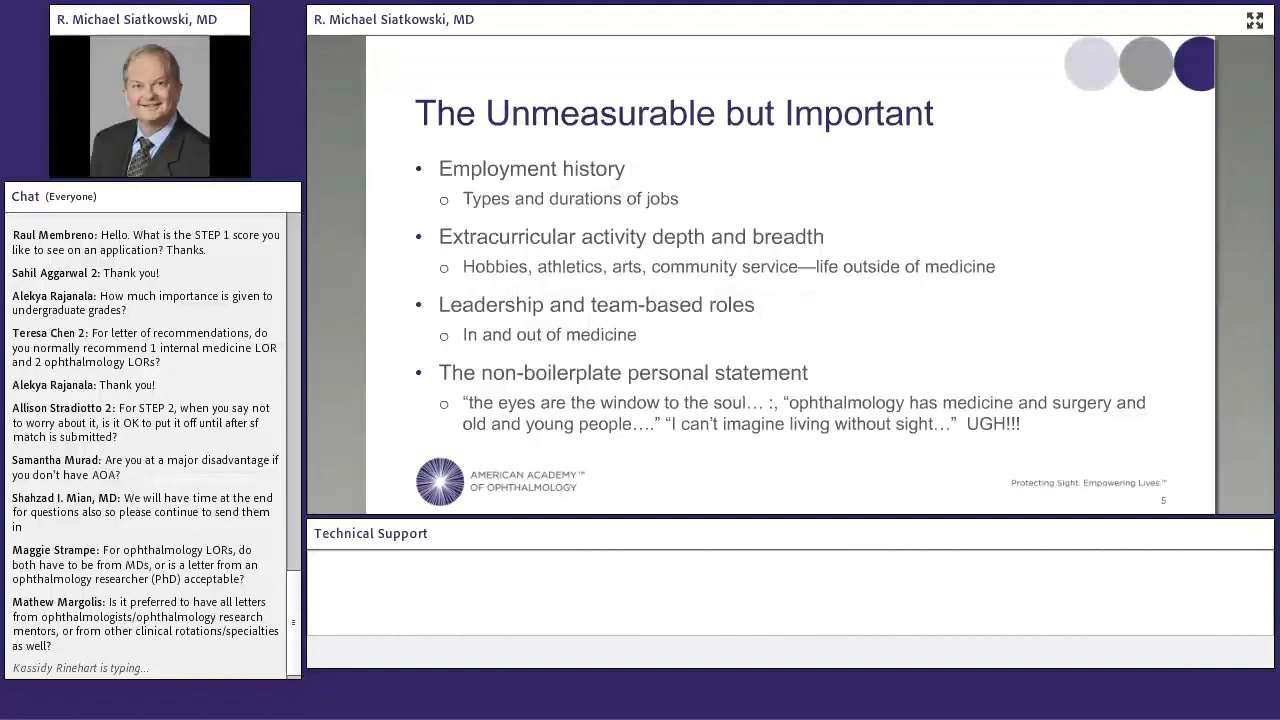 R. Michael Siatkowski, MD
R. Michael Siatkowski, MD
Chat (Everyone)
Raul Membreno: Hello. What is the STEP 1 score you
like to see on an application? Thanks.
Sahil Aggarwal 2: Thank you!
Alekya Rajanala: How much importance is given to
undergraduate grades?
Teresa Chen 2: For letter of recommendations, do
you normally recommend 1 internal medicine LOR
and 2 ophthalmology LORs?
Alekya Rajanala: Thank you!
Allison Stradiotto 2: For STEP 2, when you say not
to worry about it, is it OK to put it off until after sf
match is submitted?
Samantha Murad: Are you at a major disadvantage if
you don't have AOA?
Shahzad I. Mian, MD: We will have time at the end
for questions also so please continue to send them
in
Maggie Strampe: For ophthalmology LORs, do
both have to be from MDs, or is a letter from an
ophthalmology researcher (PhD) acceptable?
Mathew Margolis: Is it preferred to have all letters
from ophthalmologists/ophthalmology research
mentors, or from other clinical rotations/specialties
as well?
Kassidy Rinehart is typing...
The Unmeasurable but Important
• Employment history
o Types and durations of jobs
• Extracurricular activity depth and breadth
o Hobbies, athletics, arts, community service—life outside of medicine
• Leadership and team-based roles
o In and out of medicine
• The non-boilerplate personal statement
o “the eyes are the window to the soul… :, “ophthalmology has medicine and surgery and
old and young people….” “I can’t imagine living without sight…” UGH!!!
AMERICAN ACADEMY™
OF OPHTHALMOLOGY
Protecting Sight. Empowering Lives.™
5
Technical Support